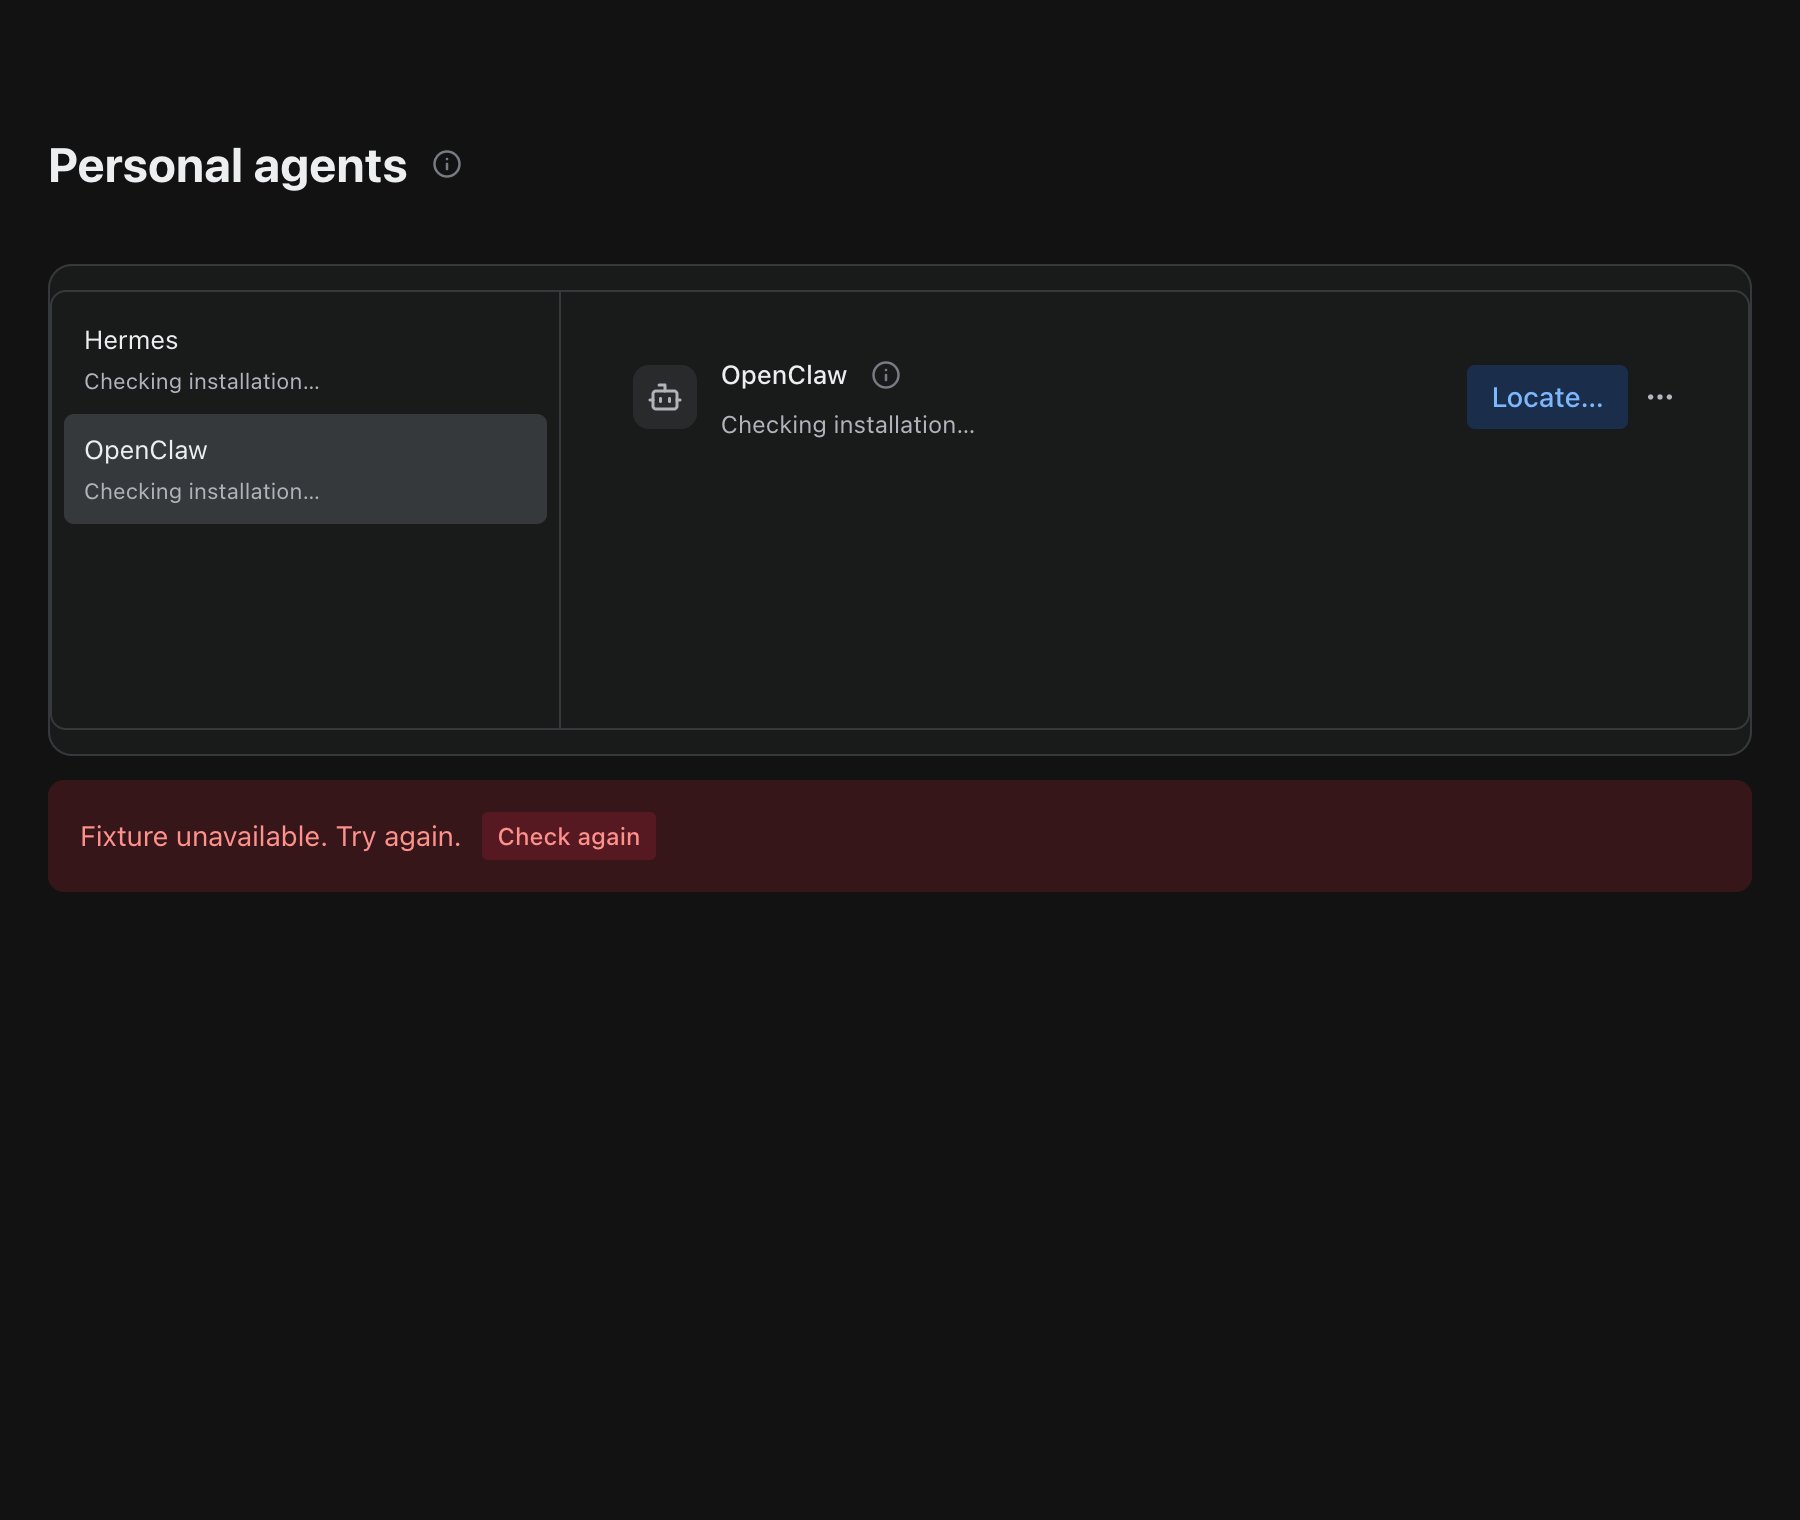 Personal agents
Hermes
Checking installation...
OpenClaw
Checking installation...
OpenClaw
Checking installation...
Locate...
Fixture unavailable. Try again.
Check again